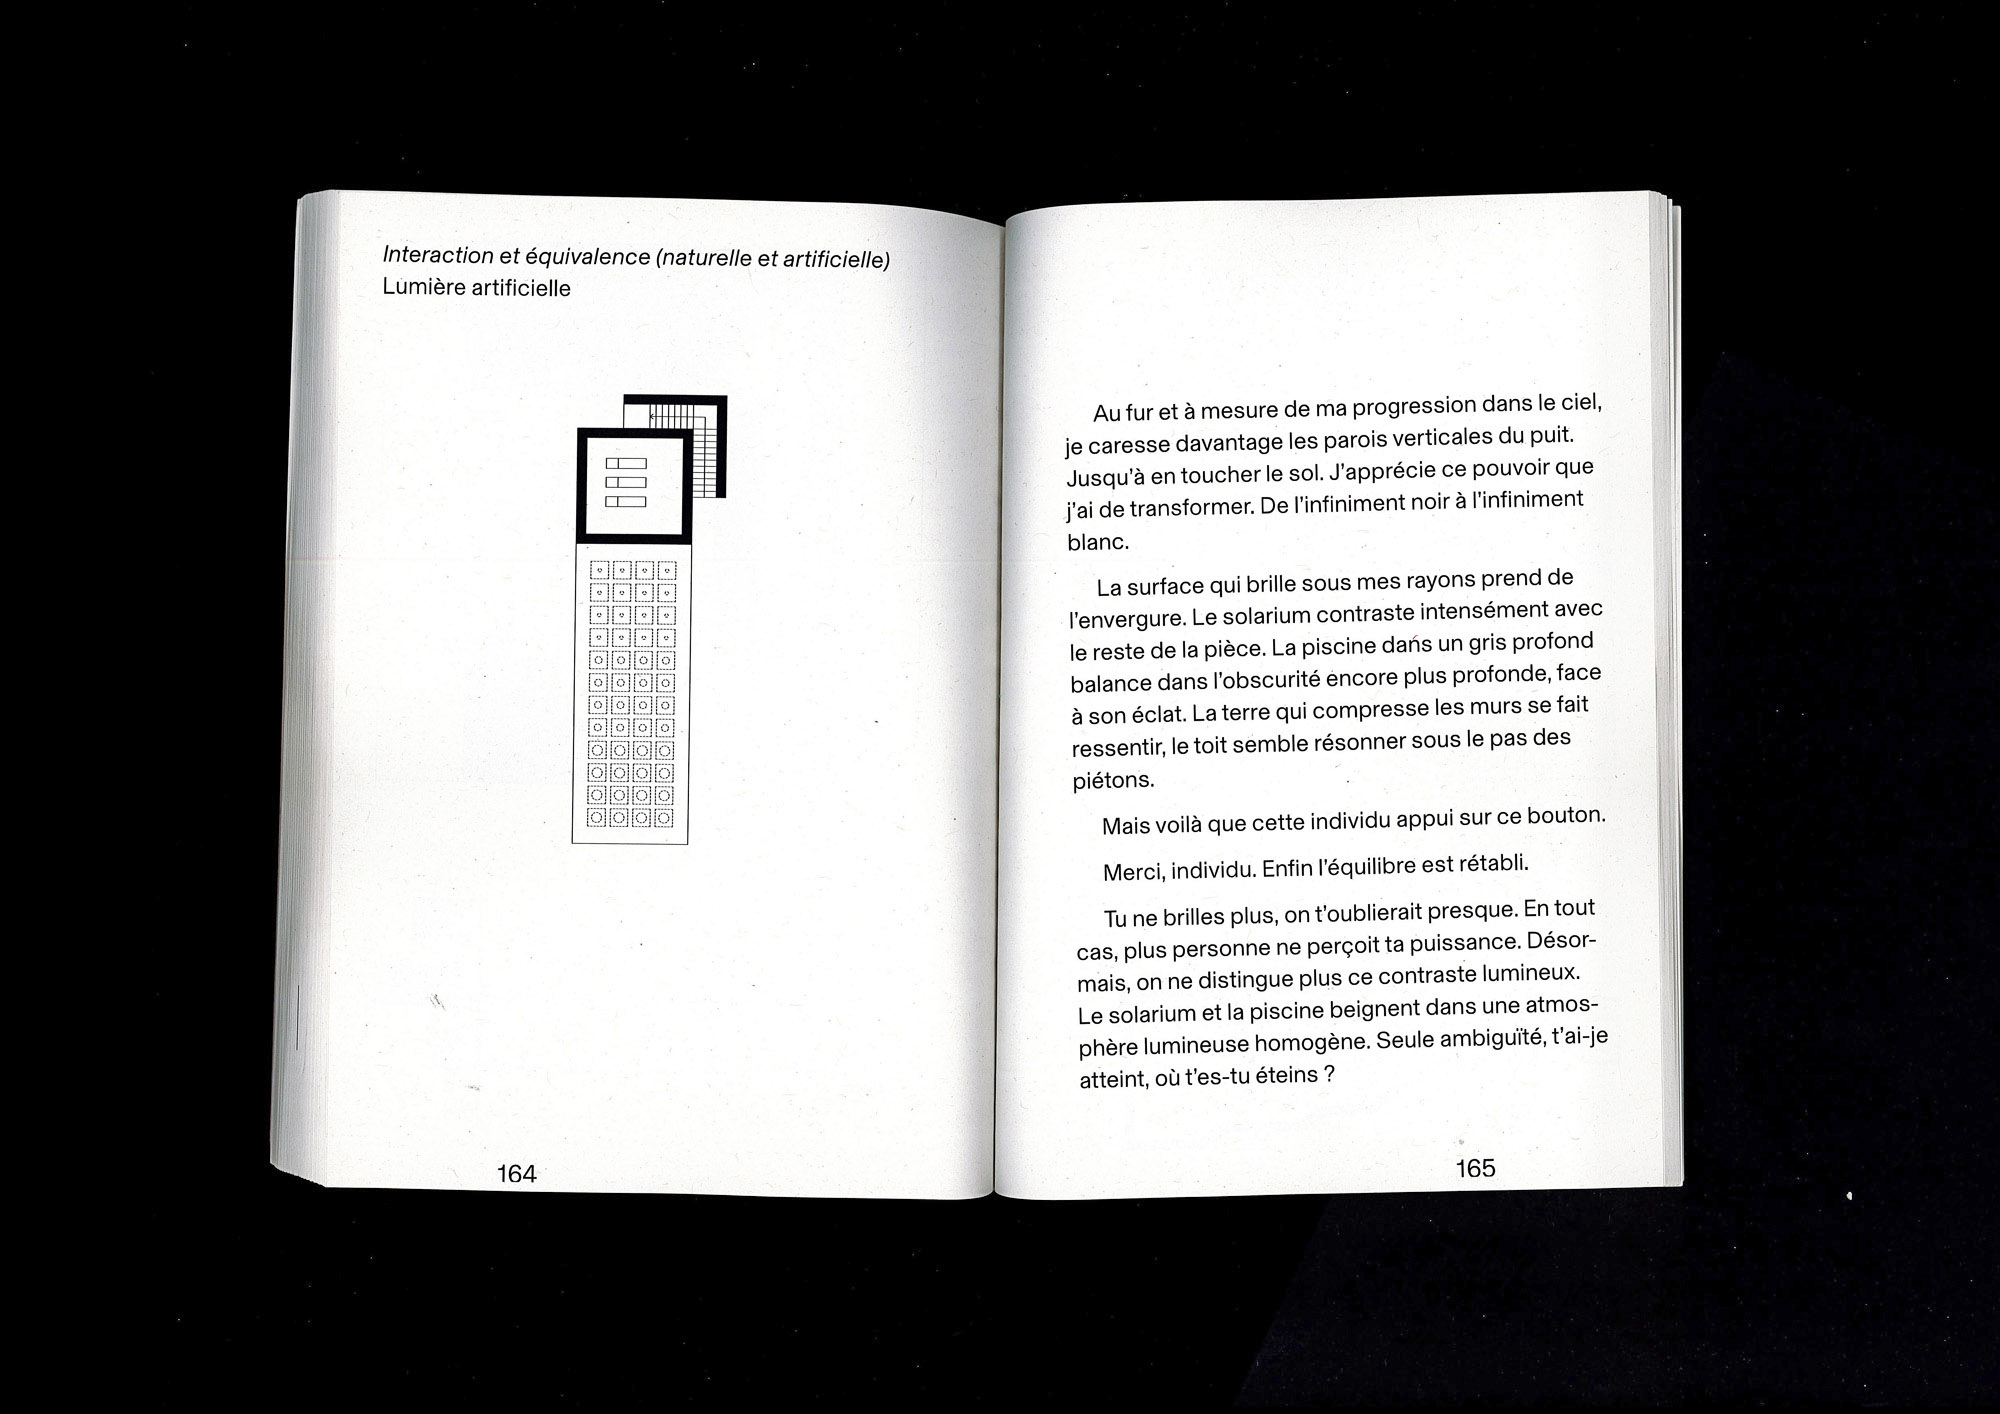 Interaction et équivalence (naturelle et artificielle)
Lumière artificielle
164
Au fur et à mesure de ma progression dans le ciel,
je caresse davantage les parois verticales du puit.
Jusqu'à en toucher le sol. J'apprécie ce pouvoir que
j'ai de transformer. De l'infiniment noir à l'infiniment
blanc.
La surface qui brille sous mes rayons prend de
l'envergure. Le solarium contraste intensément avec
le reste de la pièce. La piscine dans un gris profond
balance dans l'obscurité encore plus profonde, face
à son éclat. La terre qui compresse les murs se fait
ressentir, le toit semble résonner sous le pas des
piétons.
Mais voilà que cette individu appui sur ce bouton.
Merci, individu. Enfin l'équilibre est rétabli.
Tu ne brilles plus, on t'oublierait presque. En tout
cas, plus personne ne perçoit ta puissance. Désor-
mais, on ne distingue plus ce contraste lumineux.
Le solarium et la piscine beignent dans une atmos-
phère lumineuse homogène. Seule ambiguïté, t'ai-je
atteint, où t'es-tu éteins ?
165